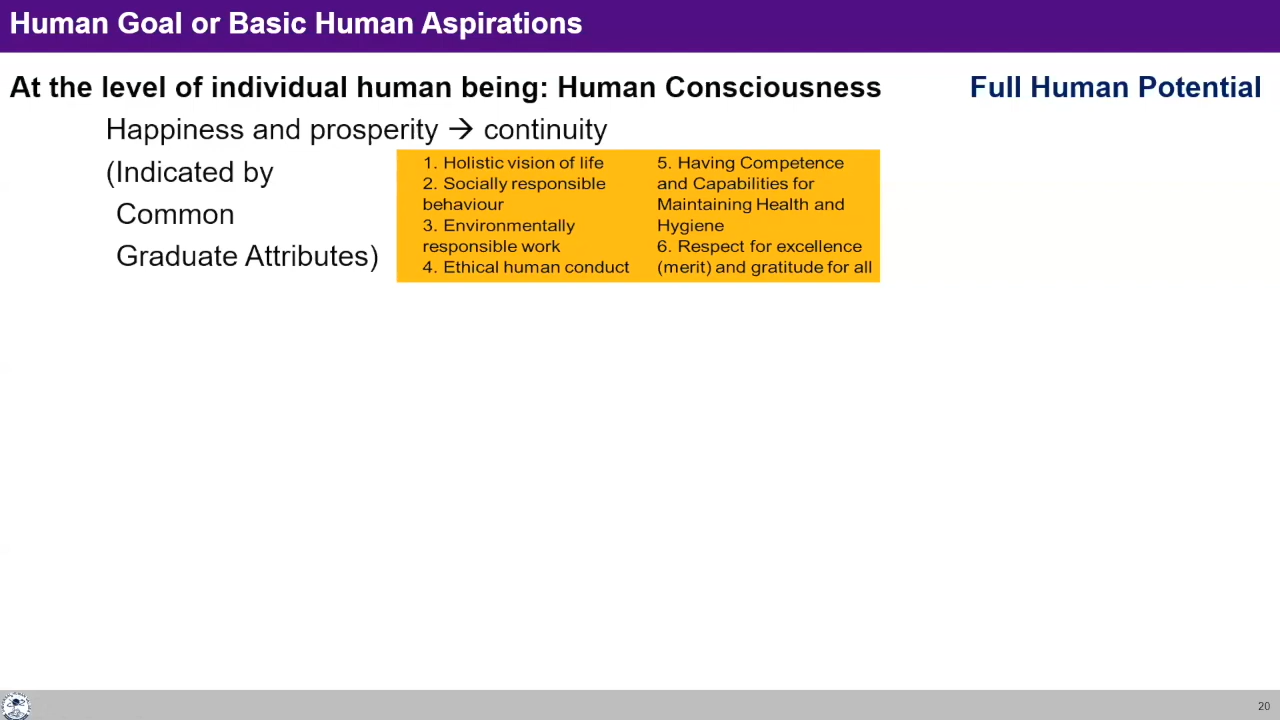 Human Goal or Basic Human Aspirations
At the level of individual human being: Human Consciousness
Full Human Potential
Happiness and prosperity → continuity
(Indicated by
Common
Graduate Attributes)
1. Holistic vision of life
2. Socially responsible
behaviour
3. Environmentally
responsible work
4. Ethical human conduct
5. Having Competence
and Capabilities for
Maintaining Health and
Hygiene
6. Respect for excellence
(merit) and gratitude for all
20